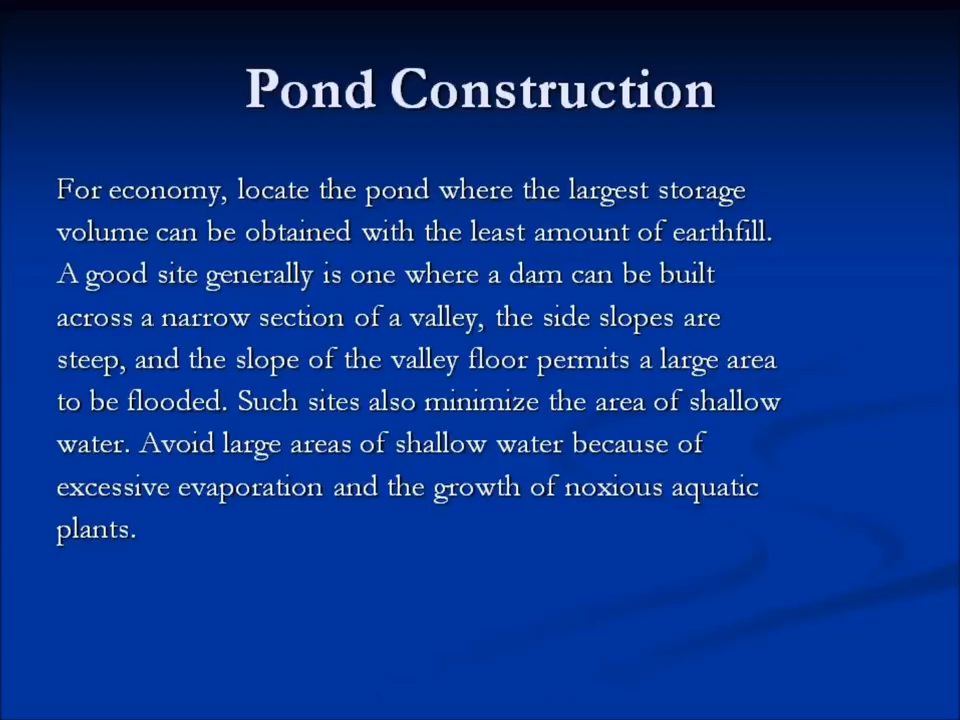 Pond Construction
For economy, locate the pond where the largest storage
volume can be obtained with the least amount of earthfill.
A good site generally is one where a dam can be built
across a narrow section of a valley, the side slopes are
steep, and the slope of the valley floor permits a large area
to be flooded. Such sites also minimize the area of shallow
water. Avoid large areas of shallow water because of
excessive evaporation and the growth of noxious aquatic
plants.